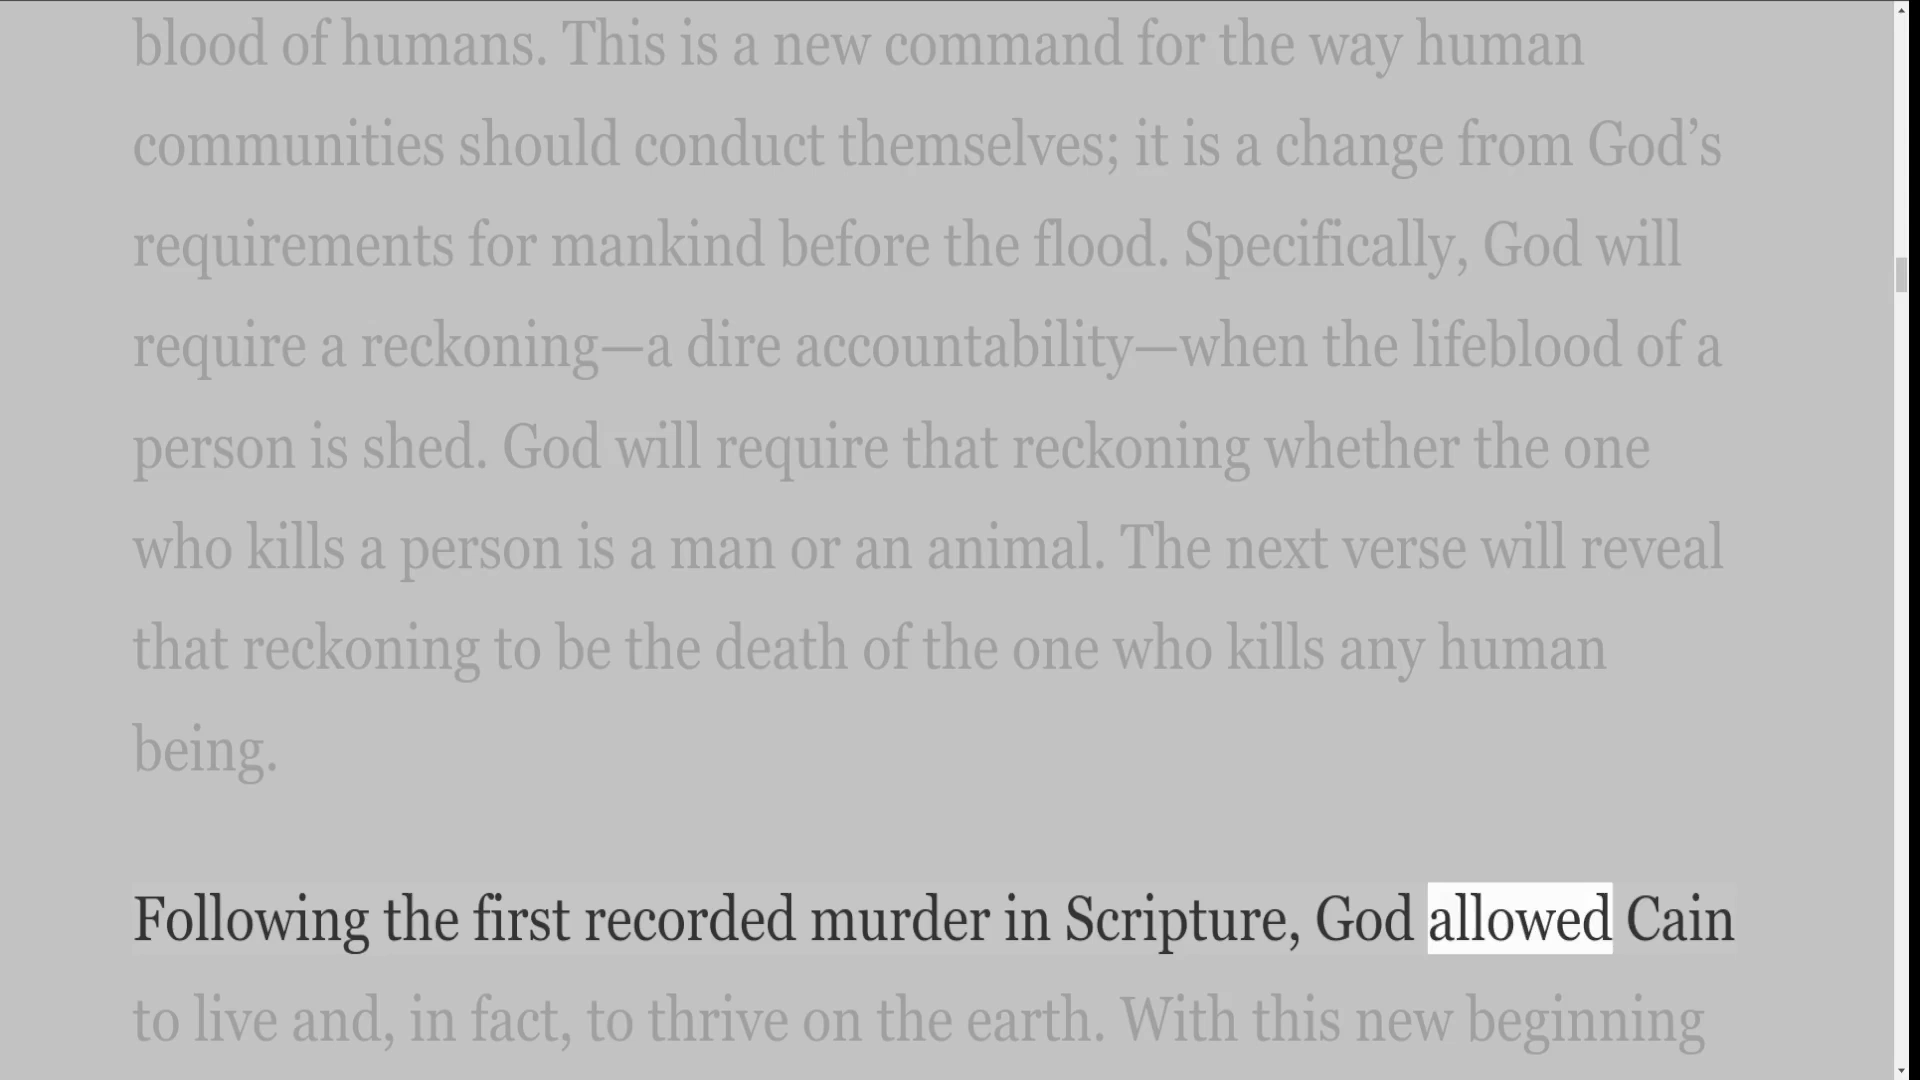 blood of humans. This is a new command for the way human
communities should conduct themselves; it is a change from God’s
requirements for mankind before the flood. Specifically, God will
require a reckoning—a dire accountability—when the lifeblood of a
person is shed. God will require that reckoning whether the one
who kills a person is a man or an animal. The next verse will reveal
that reckoning to be the death of the one who kills any human
being.
Following the first recorded murder in Scripture, God allowed Cain
to live and, in fact, to thrive on the earth. With this new beginning